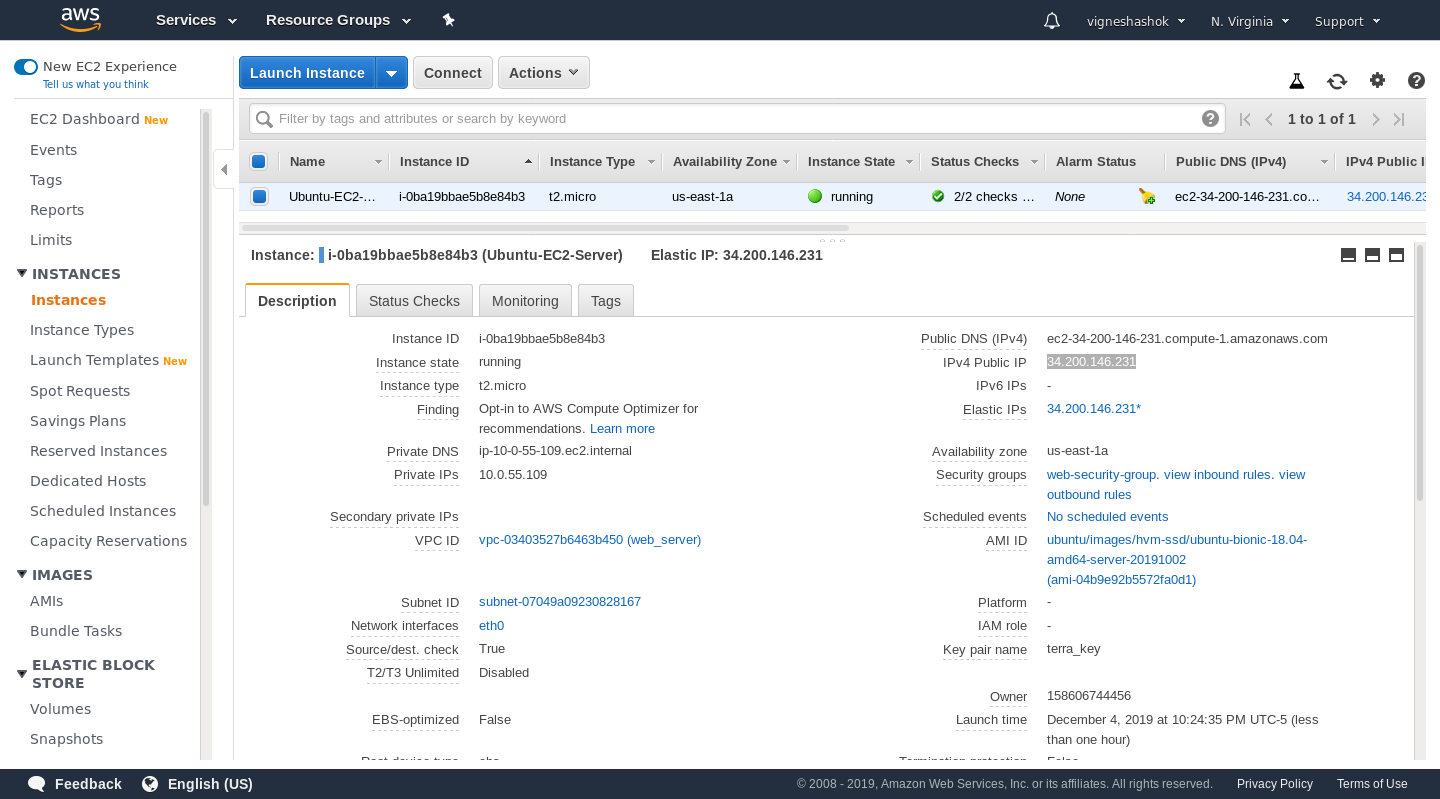 aws Services Resource Groups vigneshashok N. Virginia Support
New EC2 Experience
Tell us what you think
EC2 Dashboard New
Events
Tags
Reports
Limits
INSTANCES
Instances
Instance Types
Launch Templates New
Spot Requests
Savings Plans
Reserved Instances
Dedicated Hosts
Scheduled Instances
Capacity Reservations
IMAGES
AMIs
Bundle Tasks
ELASTIC BLOCK
STORE
Volumes
Snapshots
Launch Instance Connect Actions
Filter by tags and attributes or search by keyword 1 to 1 of 1
Name Instance ID Instance Type Availability Zone Instance State Status Checks Alarm Status Public DNS (IPv4) IPv4 Public I
Ubuntu-EC2-... i-0ba19bbae5b8e84b3 t2.micro us-east-1a running 2/2 checks ... None ec2-34-200-146-231.co... 34.200.146.23
Instance: i-0ba19bbae5b8e84b3 (Ubuntu-EC2-Server) Elastic IP: 34.200.146.231
Description Status Checks Monitoring Tags
Instance ID i-0ba19bbae5b8e84b3 Public DNS (IPv4) ec2-34-200-146-231.compute-1.amazonaws.com
Instance state running IPv4 Public IP 34.200.146.231
Instance type t2.micro IPv6 IPs -
Finding Opt-in to AWS Compute Optimizer for Elastic IPs 34.200.146.231*
recommendations. Learn more
Private DNS ip-10-0-55-109.ec2.internal Availability zone us-east-1a
Private IPs 10.0.55.109 Security groups web-security-group. view inbound rules. view
outbound rules
Secondary private IPs Scheduled events No scheduled events
VPC ID vpc-03403527b6463b450 (web_server) AMI ID ubuntu/images/hvm-ssd/ubuntu-bionic-18.04-
amd64-server-20191002
(ami-04b9e92b5572fa0d1)
Subnet ID subnet-07049a09230828167 Platform -
Network interfaces eth0 IAM role -
Source/dest. check True Key pair name terra_key
T2/T3 Unlimited Disabled
Owner 158606744456
EBS-optimized False Launch time December 4, 2019 at 10:24:35 PM UTC-5 (less
than one hour)
Root device type ebs Termination protection False
Feedback English (US) © 2008 - 2019, Amazon Web Services, Inc. or its affiliates. All rights reserved. Privacy Policy Terms of Use